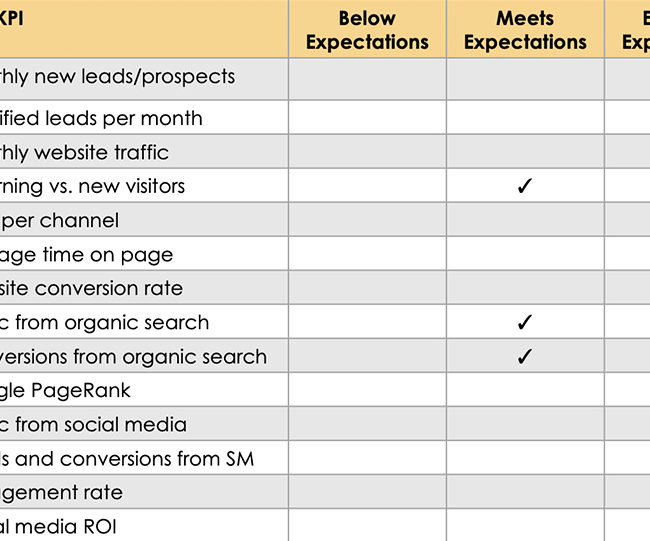 KPI Below Expectations Meets Expectations E Exp
thly new leads/prospects
ified leads per month
thly website traffic
rning vs. new visitors ✓
per channel
age time on page
site conversion rate
c from organic search ✓
versions from organic search ✓
gle PageRank
c from social media
s and conversions from SM
gement rate
al media ROI